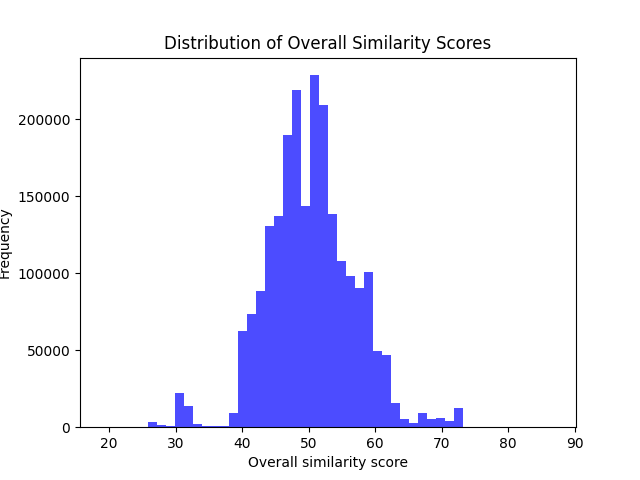 Distribution of Overall Similarity Scores
Frequency
200000
150000
100000
50000
0
20 30 40 50 60 70 80 90
Overall similarity score